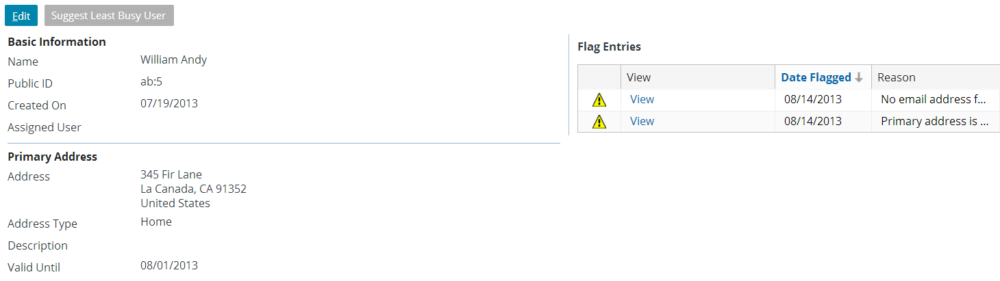 Edit Suggest Least Busy User
Basic Information
Name William Andy
Public ID ab:5
Created On 07/19/2013
Assigned User
Primary Address
Address 345 Fir Lane
La Canada, CA 91352
United States
Address Type Home
Description
Valid Until 08/01/2013
Flag Entries
View Date Flagged Reason
View 08/14/2013 No email address f...
View 08/14/2013 Primary address is ...